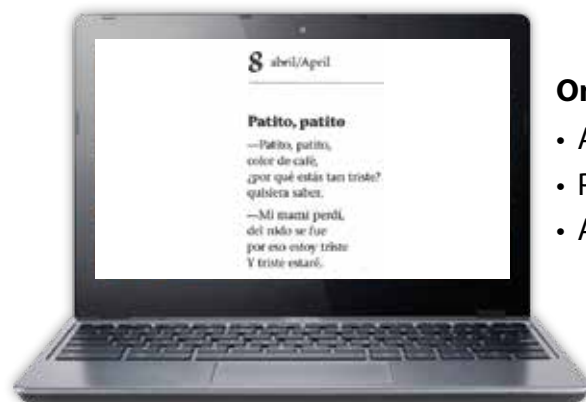 8 abril/April
Patito, patito
—Patito, patito,
color de café,
¿por qué estás tan triste?
quisiera saber.
—Mi mami perdí,
del nido se fue
por eso estoy triste
Y triste estaré.